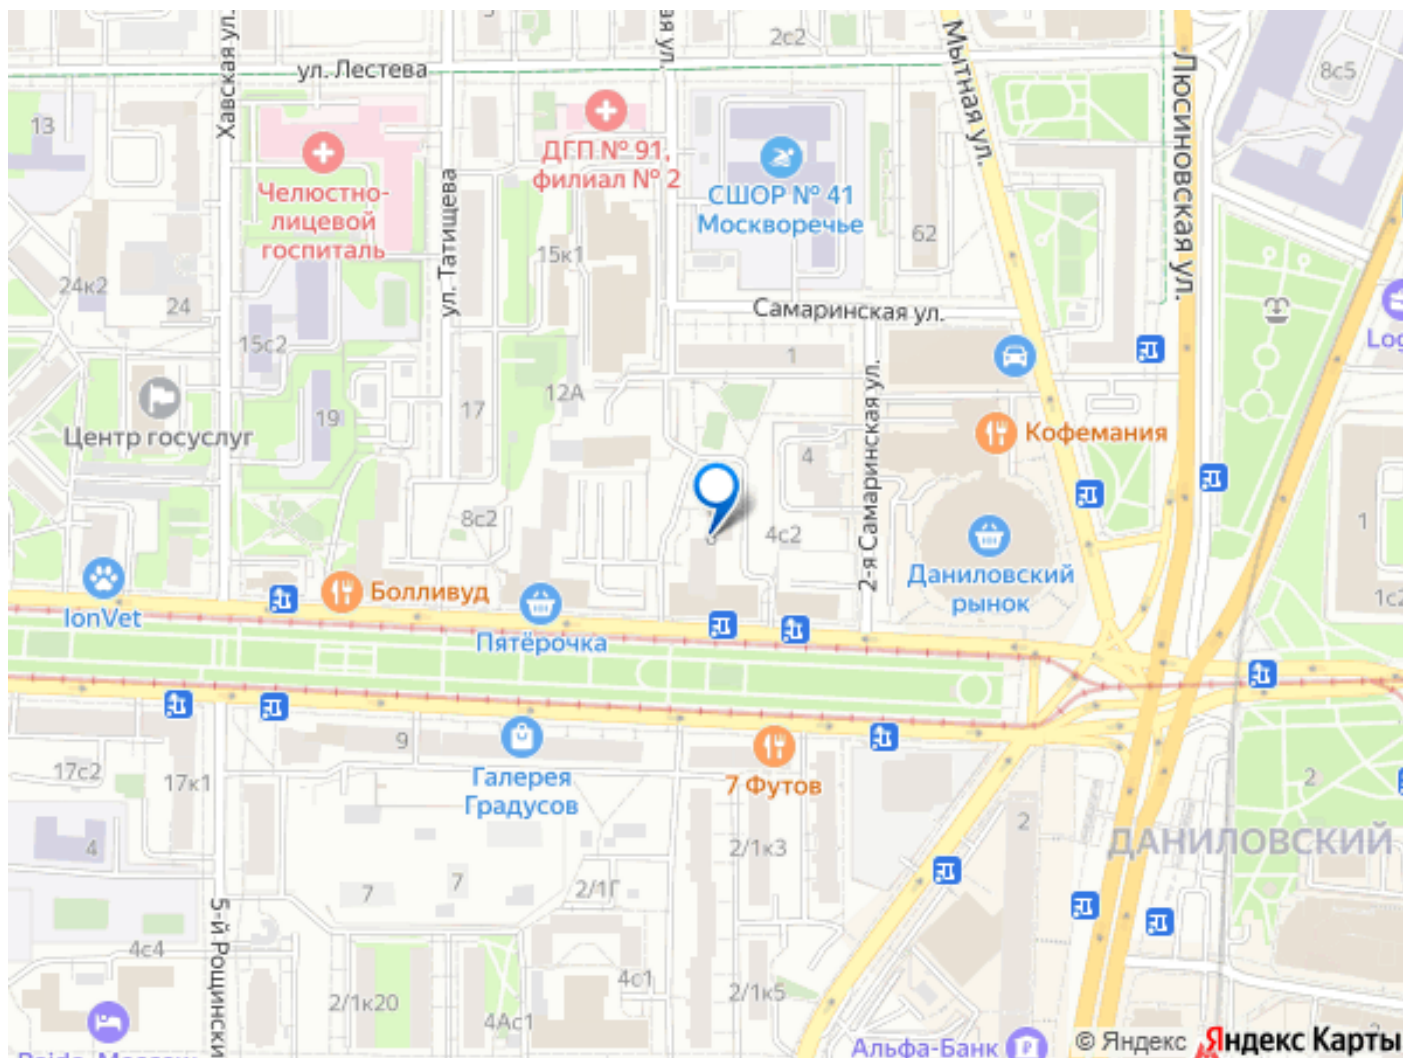 Хавская ул.
ул. Лестева
ая ул.
2с2
Мытная ул.
Люсиновская ул.
8с5
13
Челюстно-
лицевой
госпиталь
ул. Татищева
ДГП № 91,
филиал № 2
СШОР № 41
Москворечье
62
15к1
24к2
24
15с2
Самаринская ул.
1
Log
12А
17
19
Центр госуслуг
2-я Самаринская ул.
Кофемания
4
8с2
4с2
1
Даниловский
рынок
1с2
IonVet
Болливуд
Пятёрочка
9
17с2
17к1
Галерея
Градусов
7 Футов
2
2
ДАНИЛОВСКИЙ
4
2/1к3
7
7
2/1Г
5-й Рощински
4с4
4с1
2/1к20
4Ас1
2/1к5
Альфа-Банк
© Яндекс Яндекс Карты